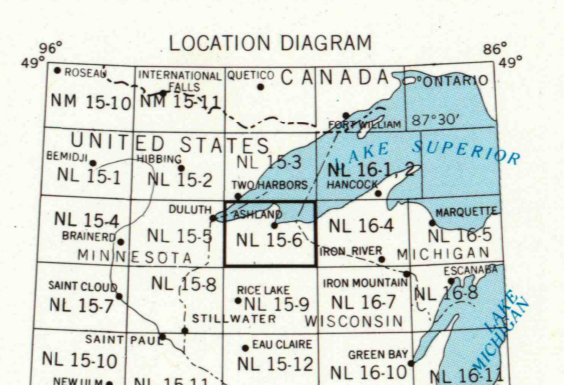 LOCATION DIAGRAM
96°
86°
49°
49°
ROSEAU
INTERNATIONAL FALLS
QUETICO
CANADA
ONTARIO
NM 15-10
NM 15-11
FORT WILLIAM
87°30'
UNITED STATES
LAKE SUPERIOR
BEMIDJI
HIBBING
NL 15-3
NL 16-1, 2
NL 15-1
NL 15-2
TWO HARBORS
HANCOCK
NL 15-4
DULUTH
ASHLAND
NL 16-4
MARQUETTE
BRAINERD
NL 15-5
NL 15-6
NL 16-5
MINNESOTA
IRON RIVER
MICHIGAN
SAINT CLOUD
NL 15-8
RICE LAKE
IRON MOUNTAIN
ESCANABA
NL 15-7
NL 15-9
NL 16-7
NL 16-8
STILLWATER
WISCONSIN
LAKE MICHIGAN
SAINT PAUL
EAU CLAIRE
NL 15-10
NL 15-12
GREEN BAY
NL 16-10
NL 16-11
NEW ULM
NL 15-11